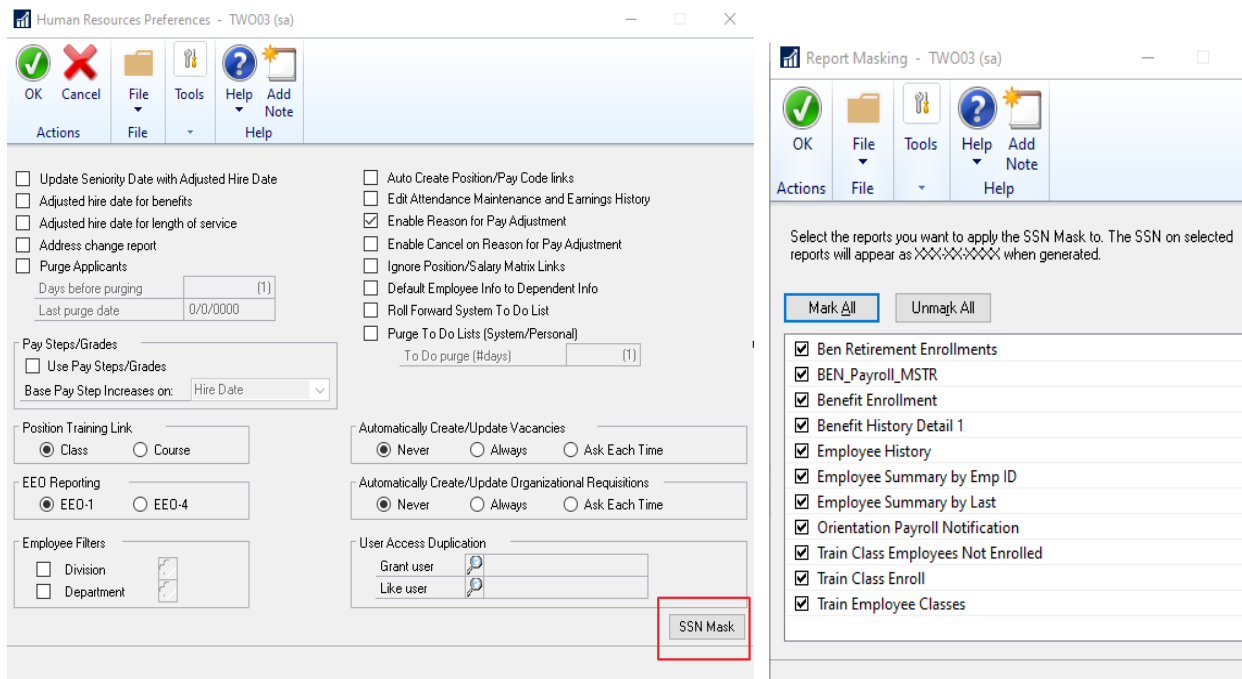 Human Resources Preferences - TWO03 (sa)
OK Cancel File Tools Help Add Note
Actions File Help
Update Seniority Date with Adjusted Hire Date
Adjusted hire date for benefits
Adjusted hire date for length of service
Address change report
Purge Applicants
Days before purging (1)
Last purge date 0/0/0000
Pay Steps/Grades
Use Pay Steps/Grades
Base Pay Step Increases on: Hire Date
Position Training Link
Class Course
EEO Reporting
EEO-1 EEO-4
Employee Filters
Division
Department
Auto Create Position/Pay Code links
Edit Attendance Maintenance and Earnings History
Enable Reason for Pay Adjustment
Enable Cancel on Reason for Pay Adjustment
Ignore Position/Salary Matrix Links
Default Employee Info to Dependent Info
Roll Forward System To Do List
Purge To Do Lists (System/Personal)
To Do purge (#days) (1)
Automatically Create/Update Vacancies
Never Always Ask Each Time
Automatically Create/Update Organizational Requisitions
Never Always Ask Each Time
User Access Duplication
Grant user
Like user
SSN Mask
Report Masking - TWO03 (sa)
OK File Tools Help Add Note
Actions File Help
Select the reports you want to apply the SSN Mask to. The SSN on selected
reports will appear as XXX-XX-XXXX when generated.
Mark All Unmark All
Ben Retirement Enrollments
BEN_Payroll_MSTR
Benefit Enrollment
Benefit History Detail 1
Employee History
Employee Summary by Emp ID
Employee Summary by Last
Orientation Payroll Notification
Train Class Employees Not Enrolled
Train Class Enroll
Train Employee Classes